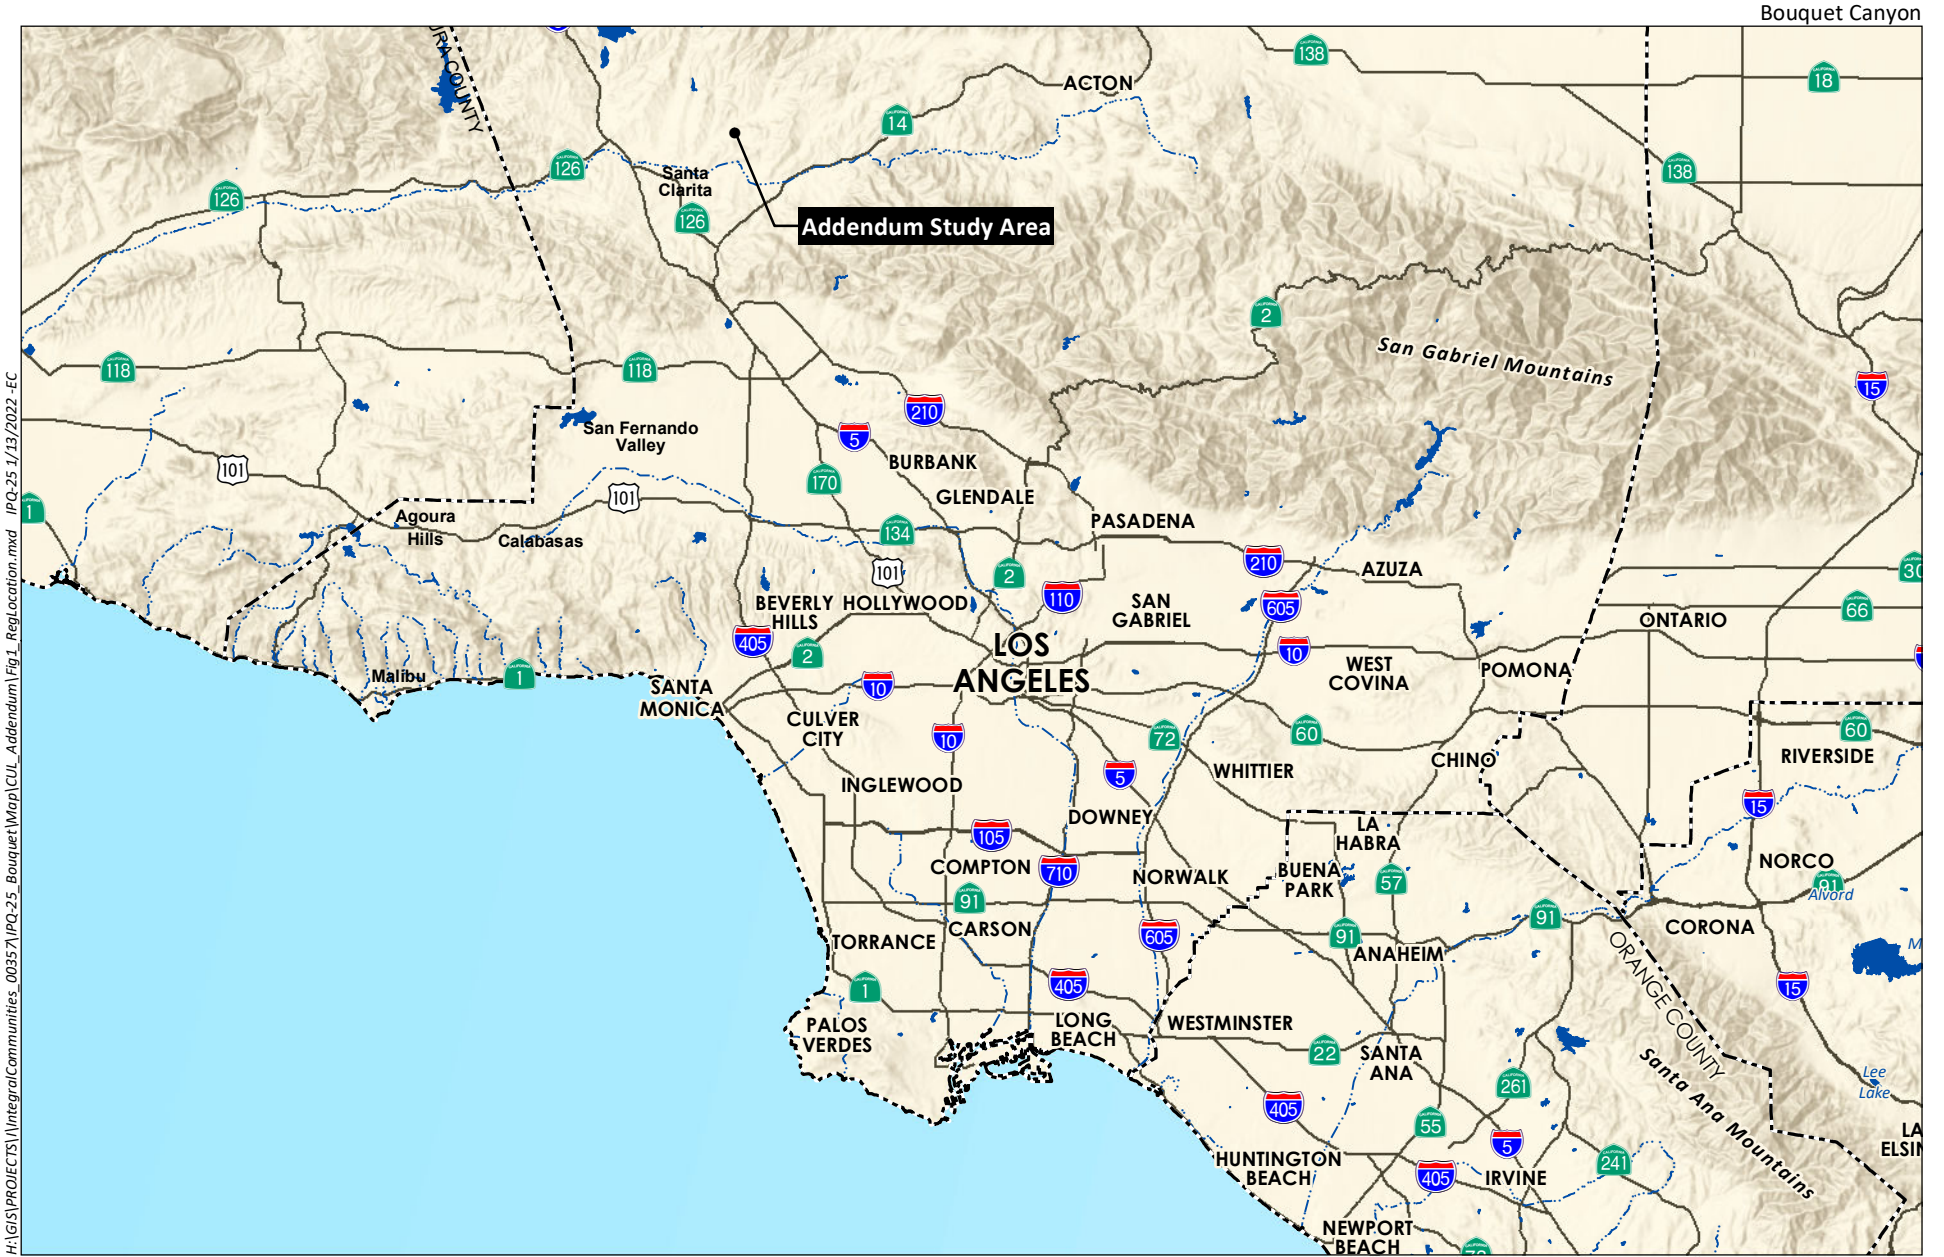 Bouquet Canyon
URA COUNTY
138
18
ACTON
14
126
138
Santa
Clarita
126
126
Addendum Study Area
2
San Gabriel Mountains
118
118
15
210
San Fernando
Valley
5
BURBANK
101
170
GLENDALE
101
1
Agoura
Hills
Calabasas
134
PASADENA
210
AZUZA
101
2
30
110
605
66
BEVERLY
HILLS
HOLLYWOOD
SAN
GABRIEL
ONTARIO
405
2
LOS
ANGELES
10
WEST
COVINA
POMONA
Malibu
1
SANTA
MONICA
10
CULVER
CITY
10
72
60
60
RIVERSIDE
CHINO
WHITTIER
5
INGLEWOOD
15
DOWNEY
105
LA
HABRA
COMPTON
710
NORWALK
BUENA
PARK
57
NORCO
91
Alvord
91
91
CARSON
TORRANCE
605
91
ANAHEIM
CORONA
M
ORANGE COUNTY
405
1
15
PALOS
VERDES
LONG
BEACH
WESTMINSTER
22
SANTA
ANA
Santa Ana Mountains
Lee
Lake
261
405
55
5
LA
ELSIN
HUNTINGTON
BEACH
405
IRVINE
241
NEWPORT
BEACH
H:\GIS\PROJECTS\I\IntegralCommunities_00357\IPQ-25_Bouquet\Map\CUL_Addendum\Fig1_RegLocation.mxd IPQ-25 1/13/2022 -EC